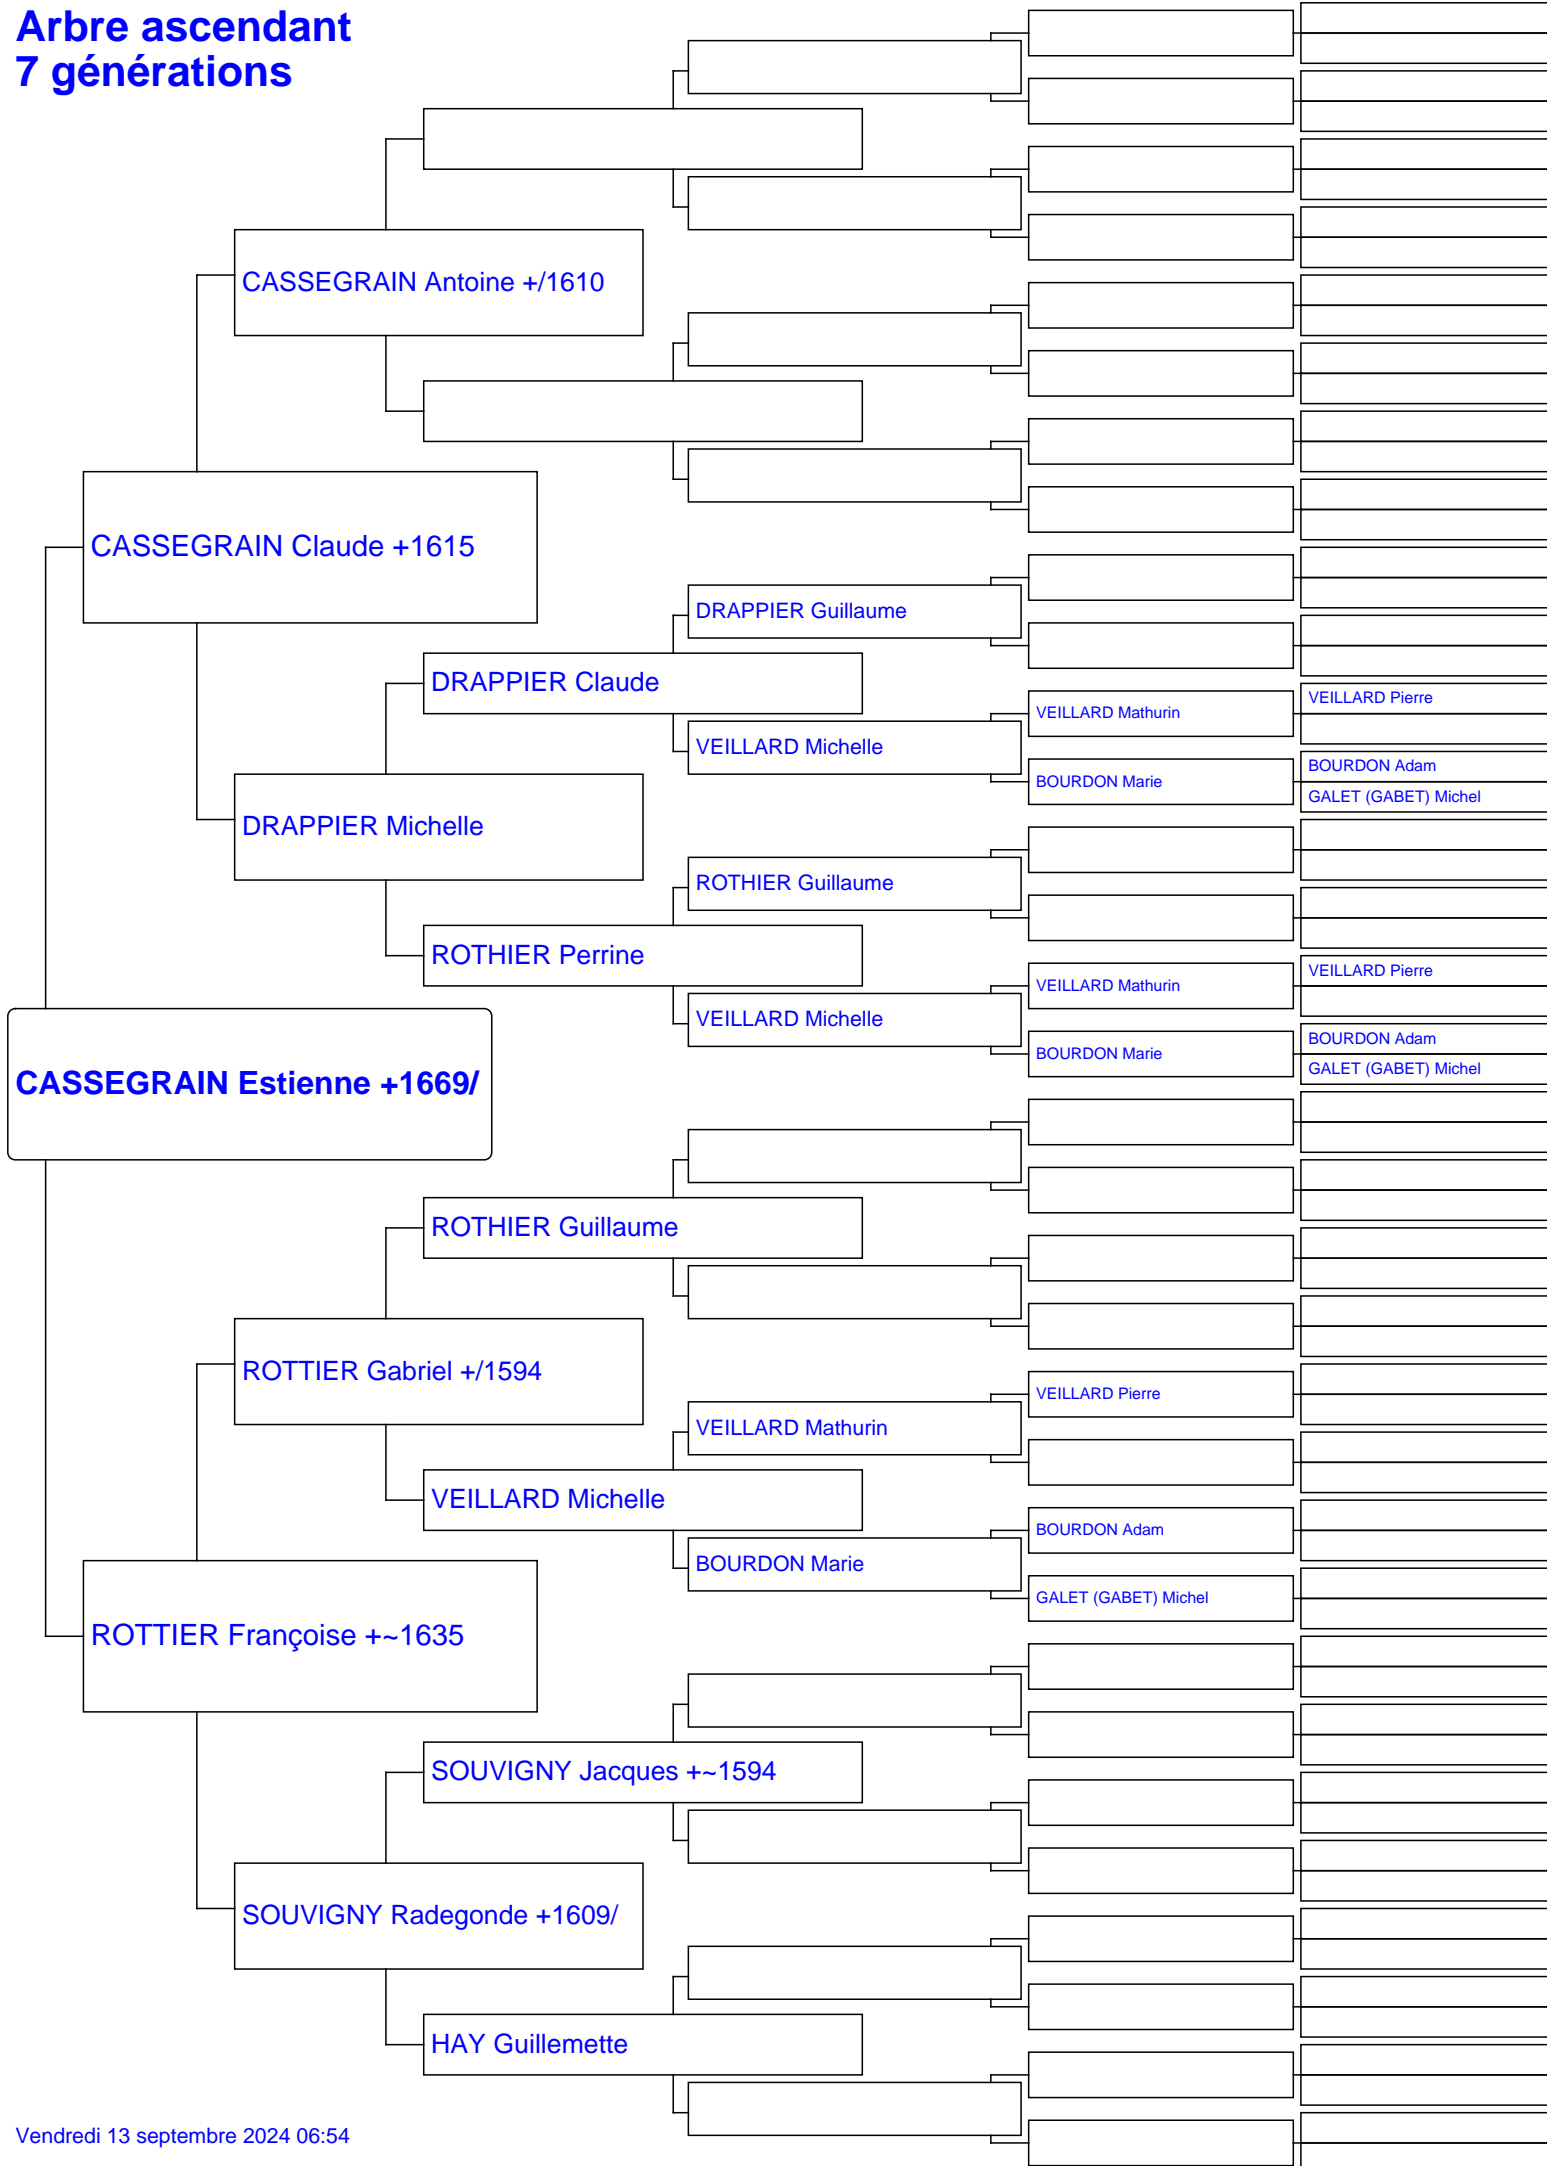 Arbre ascendant
7 générations
CASSEGRAIN Antoine +/1610
CASSEGRAIN Claude +1615
DRAPPIER Guillaume
DRAPPIER Claude
VEILLARD Mathurin
VEILLARD Pierre
VEILLARD Michelle
BOURDON Marie
BOURDON Adam
GALET (GABET) Michel
DRAPPIER Michelle
ROTHIER Guillaume
ROTHIER Perrine
VEILLARD Mathurin
VEILLARD Pierre
VEILLARD Michelle
BOURDON Marie
BOURDON Adam
GALET (GABET) Michel
CASSEGRAIN Estienne +1669/
ROTHIER Guillaume
ROTTIER Gabriel +/1594
VEILLARD Pierre
VEILLARD Mathurin
VEILLARD Michelle
BOURDON Adam
BOURDON Marie
GALET (GABET) Michel
ROTTIER Françoise +~1635
SOUVIGNY Jacques +~1594
SOUVIGNY Radegonde +1609/
HAY Guillemette
Vendredi 13 septembre 2024 06:54